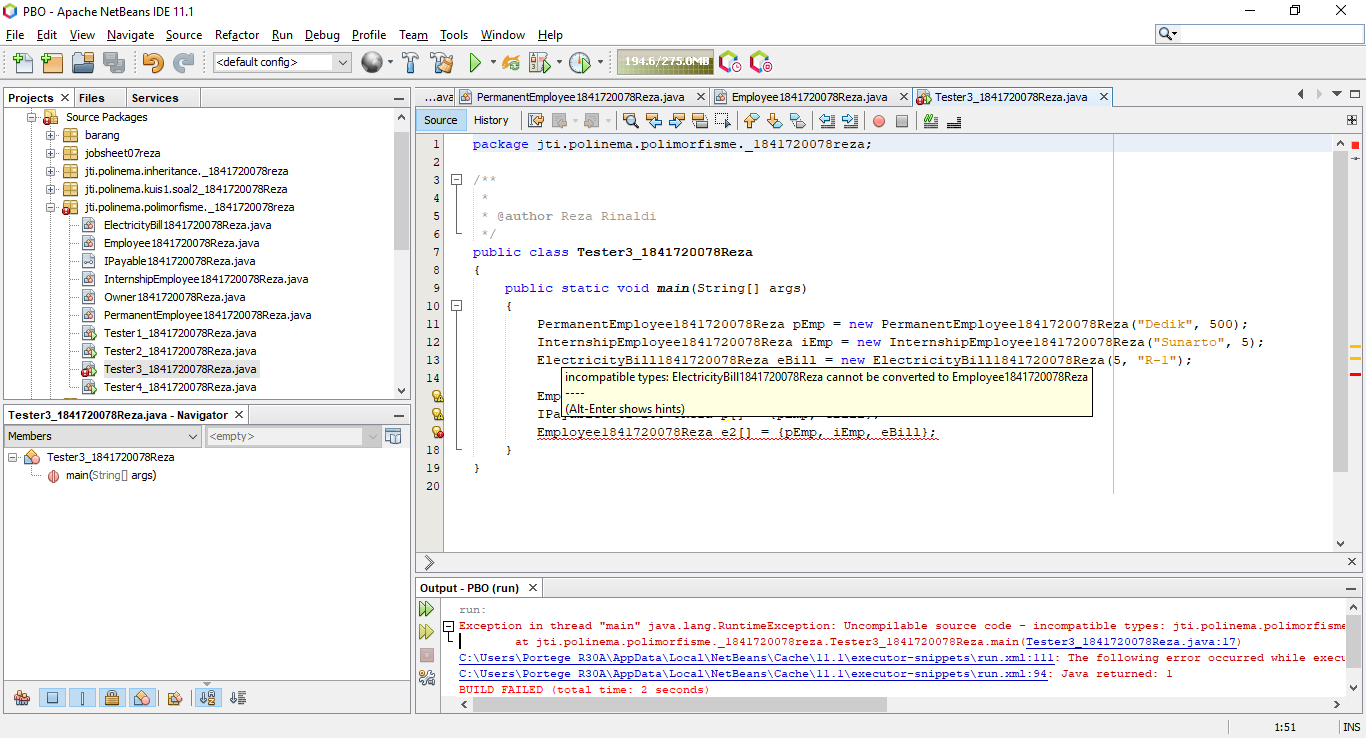 PBO - Apache NetBeans IDE 11.1
File Edit View Navigate Source Refactor Run Debug Profile Team Tools Window Help
<default config>
194.6/275.0MB
Projects Files Services
Source Packages
barang
jobsheet07reza
jti.polinema.inheritance._1841720078reza
jti.polinema.kuis1.soal2_1841720078Reza
jti.polinema.polimorfisme._1841720078reza
ElectricityBill1841720078Reza.java
Employee1841720078Reza.java
IPayable1841720078Reza.java
InternshipEmployee1841720078Reza.java
Owner1841720078Reza.java
PermanentEmployee1841720078Reza.java
Tester1_1841720078Reza.java
Tester2_1841720078Reza.java
Tester3_1841720078Reza.java
Tester4_1841720078Reza.java
Tester3_1841720078Reza.java - Navigator
Members
<empty>
Tester3_1841720078Reza
main(String[] args)
...ava PermanentEmployee1841720078Reza.java Employee1841720078Reza.java Tester3_1841720078Reza.java
Source History
1 package jti.polinema.polimorfisme._1841720078reza;
2
3 /**
4 *
5 * @author Reza Rinaldi
6 */
7 public class Tester3_1841720078Reza
8 {
9 public static void main(String[] args)
10 {
11 PermanentEmployee1841720078Reza pEmp = new PermanentEmployee1841720078Reza("Dedik", 500);
12 InternshipEmployee1841720078Reza iEmp = new InternshipEmployee1841720078Reza("Sunarto", 5);
13 ElectricityBill1841720078Reza eBill = new ElectricityBill1841720078Reza(5, "R-1");
14
incompatible types: ElectricityBill1841720078Reza cannot be converted to Employee1841720078Reza
----
(Alt-Enter shows hints)
Emp
Employee1841720078Reza e2[] = {pEmp, iEmp, eBill};
18 }
19 }
20
Output - PBO (run)
run:
Exception in thread "main" java.lang.RuntimeException: Uncompilable source code - incompatible types: jti.polinema.polimorfisme
at jti.polinema.polimorfisme._1841720078reza.Tester3_1841720078Reza.main(Tester3_1841720078Reza.java:17)
C:\Users\Portege R30A\AppData\Local\NetBeans\Cache\11.1\executor-snippets\run.xml:111: The following error occurred while execu
C:\Users\Portege R30A\AppData\Local\NetBeans\Cache\11.1\executor-snippets\run.xml:94: Java returned: 1
BUILD FAILED (total time: 2 seconds)
1:51 INS